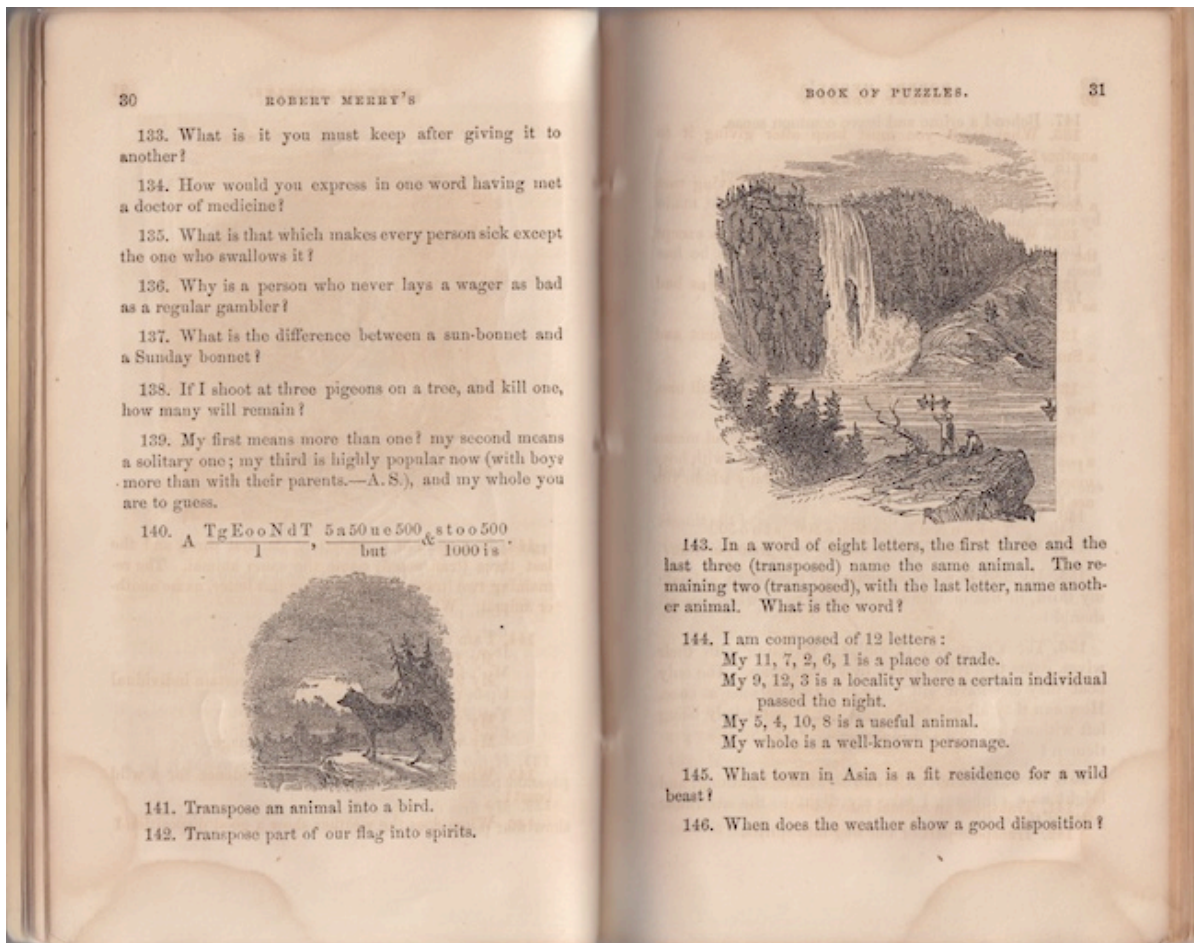 30
ROBERT MERRY'S
133. What is it you must keep after giving it to
another?
134. How would you express in one word having met
a doctor of medicine?
135. What is that which makes every person sick except
the one who swallows it?
136. Why is a person who never lays a wager as bad
as a regular gambler?
137. What is the difference between a sun-bonnet and
a Sunday bonnet?
138. If I shoot at three pigeons on a tree, and kill one,
how many will remain?
139. My first means more than one? my second means
a solitary one; my third is highly popular now (with boys
more than with their parents.—A. S.), and my whole you
are to guess.
140. A TgEooNdT , 5a50ue500 & stoo500 .
1 but 1000is
141. Transpose an animal into a bird.
142. Transpose part of our flag into spirits.
BOOK OF PUZZLES.
31
143. In a word of eight letters, the first three and the
last three (transposed) name the same animal. The re-
maining two (transposed), with the last letter, name anoth-
er animal. What is the word?
144. I am composed of 12 letters:
My 11, 7, 2, 6, 1 is a place of trade.
My 9, 12, 3 is a locality where a certain individual
passed the night.
My 5, 4, 10, 8 is a useful animal.
My whole is a well-known personage.
145. What town in Asia is a fit residence for a wild
beast?
146. When does the weather show a good disposition?